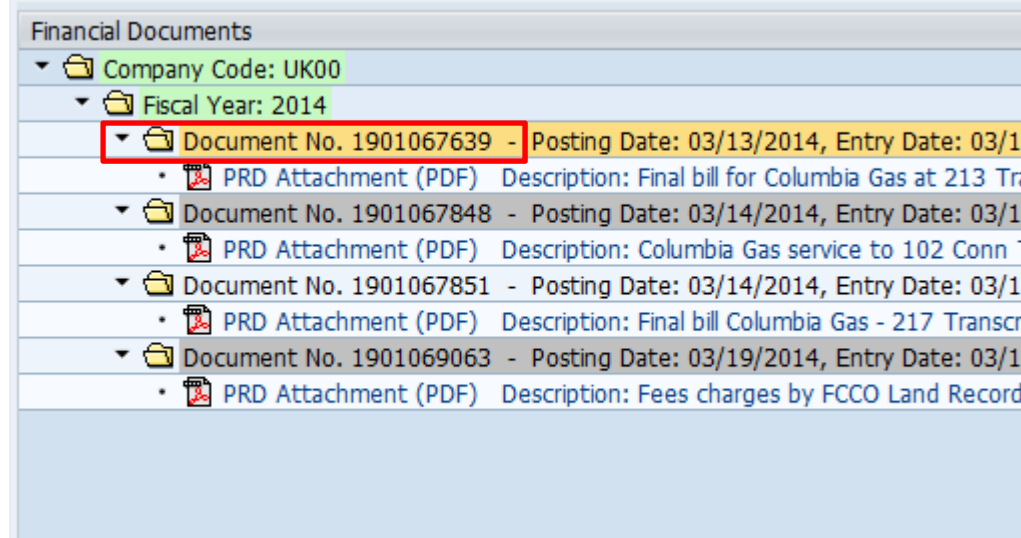 Financial Documents
Company Code: UK00
Fiscal Year: 2014
Document No. 1901067639 - Posting Date: 03/13/2014, Entry Date: 03/1
PRD Attachment (PDF) Description: Final bill for Columbia Gas at 213 Tra
Document No. 1901067848 - Posting Date: 03/14/2014, Entry Date: 03/1
PRD Attachment (PDF) Description: Columbia Gas service to 102 Conn
Document No. 1901067851 - Posting Date: 03/14/2014, Entry Date: 03/1
PRD Attachment (PDF) Description: Final bill Columbia Gas - 217 Transcr
Document No. 1901069063 - Posting Date: 03/19/2014, Entry Date: 03/1
PRD Attachment (PDF) Description: Fees charges by FCCO Land Record